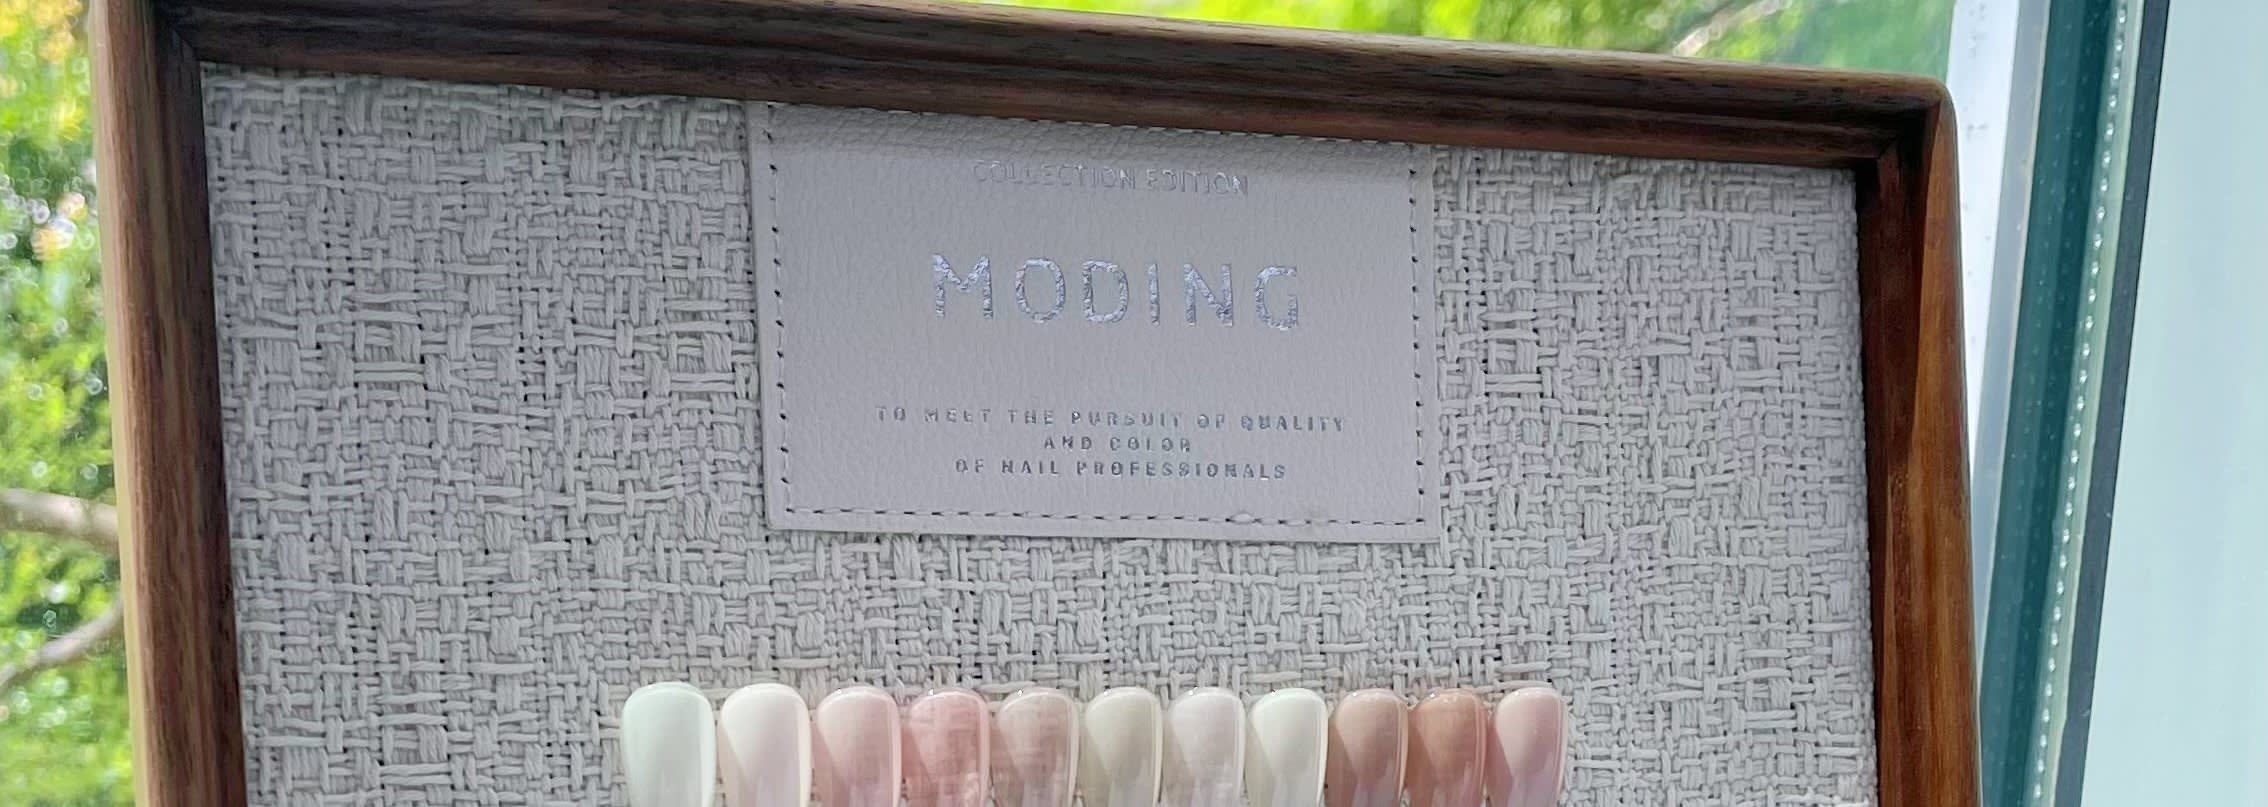 COLLECTION EDITION
MODING
TO MEET THE PURSUIT OF QUALITY
AND COLOR
OF NAIL PROFESSIONALS